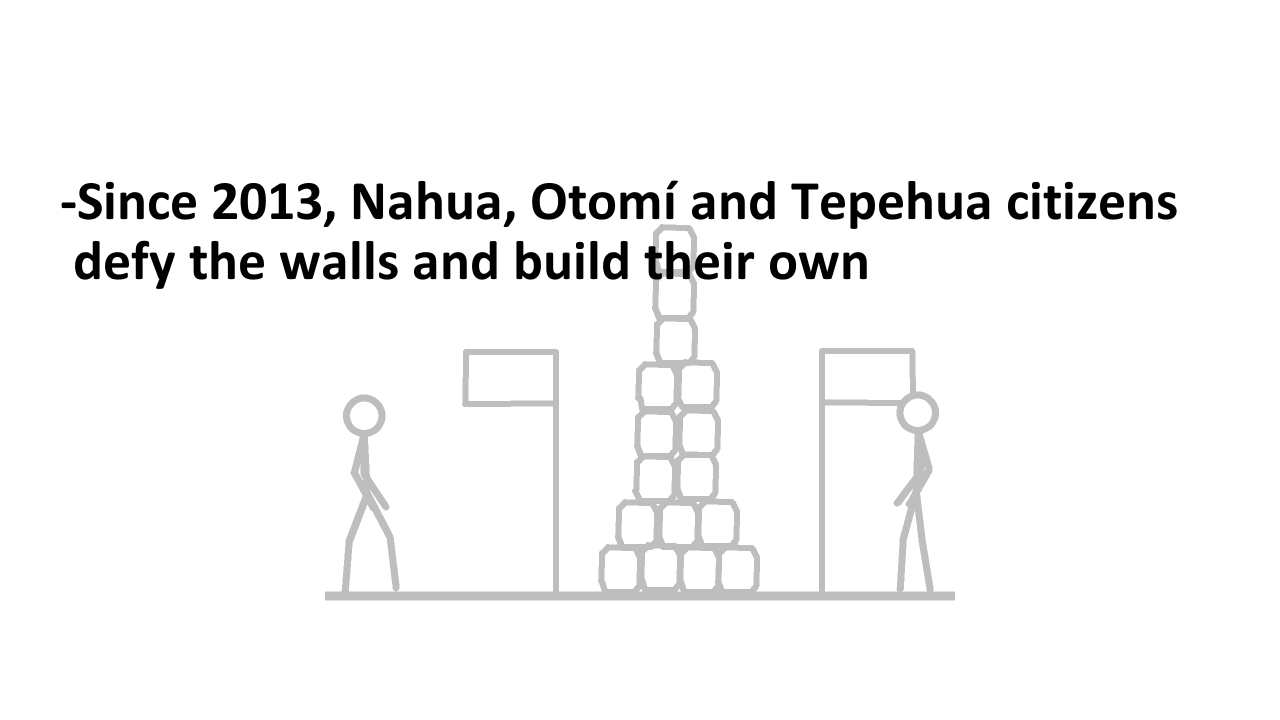 -Since 2013, Nahua, Otomí and Tepehua citizens
defy the walls and build their own